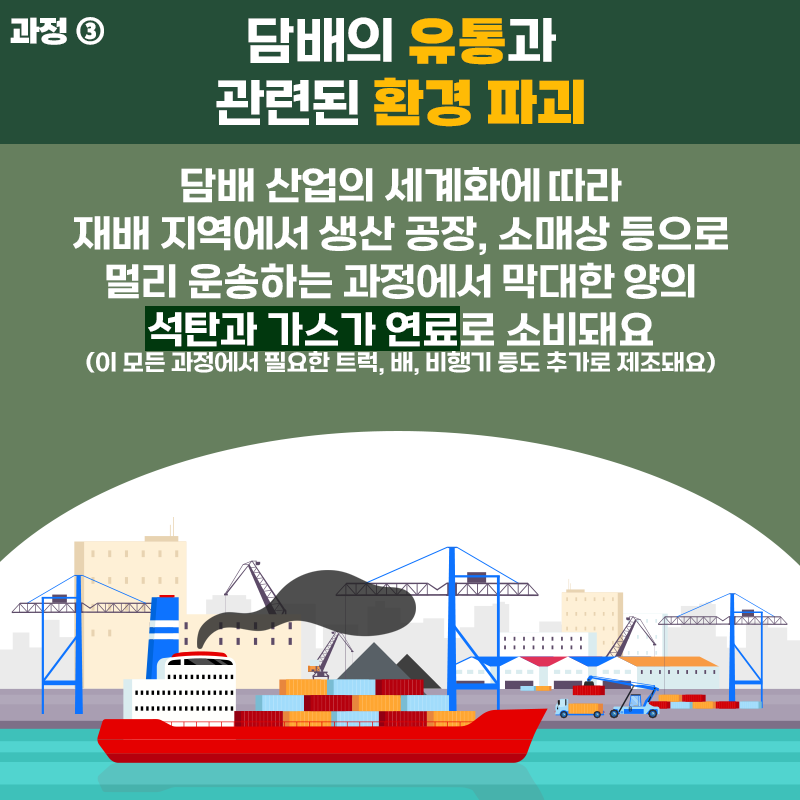 과정 ③
담배의 유통과
관련된 환경 파괴
담배 산업의 세계화에 따라
재배 지역에서 생산 공장, 소매상 등으로
멀리 운송하는 과정에서 막대한 양의
석탄과 가스가 연료로 소비돼요
(이 모든 과정에서 필요한 트럭, 배, 비행기 등도 추가로 제조돼요)